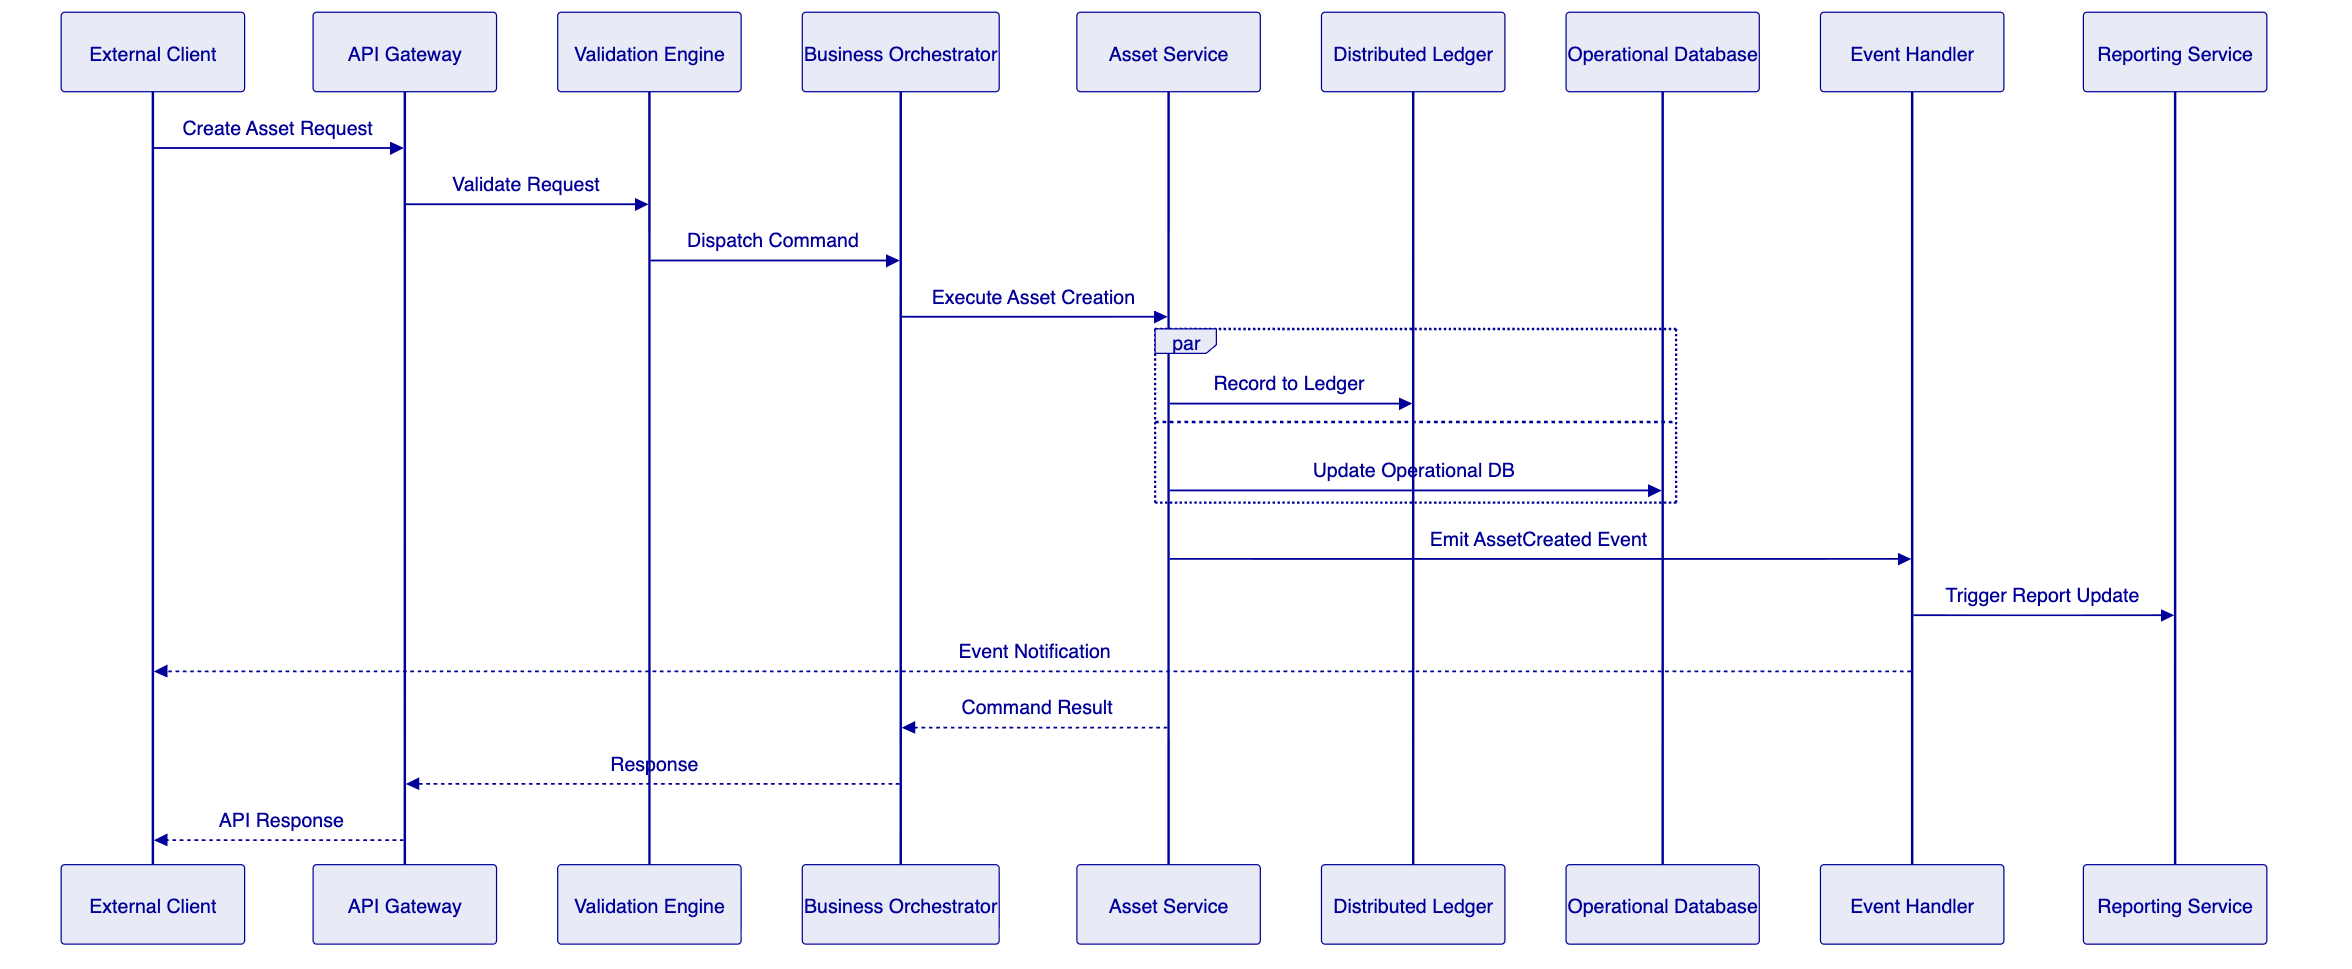 External Client
API Gateway
Validation Engine
Business Orchestrator
Asset Service
Distributed Ledger
Operational Database
Event Handler
Reporting Service
Create Asset Request
Validate Request
Dispatch Command
Execute Asset Creation
par
Record to Ledger
Update Operational DB
Emit AssetCreated Event
Trigger Report Update
Event Notification
Command Result
Response
API Response
External Client
API Gateway
Validation Engine
Business Orchestrator
Asset Service
Distributed Ledger
Operational Database
Event Handler
Reporting Service